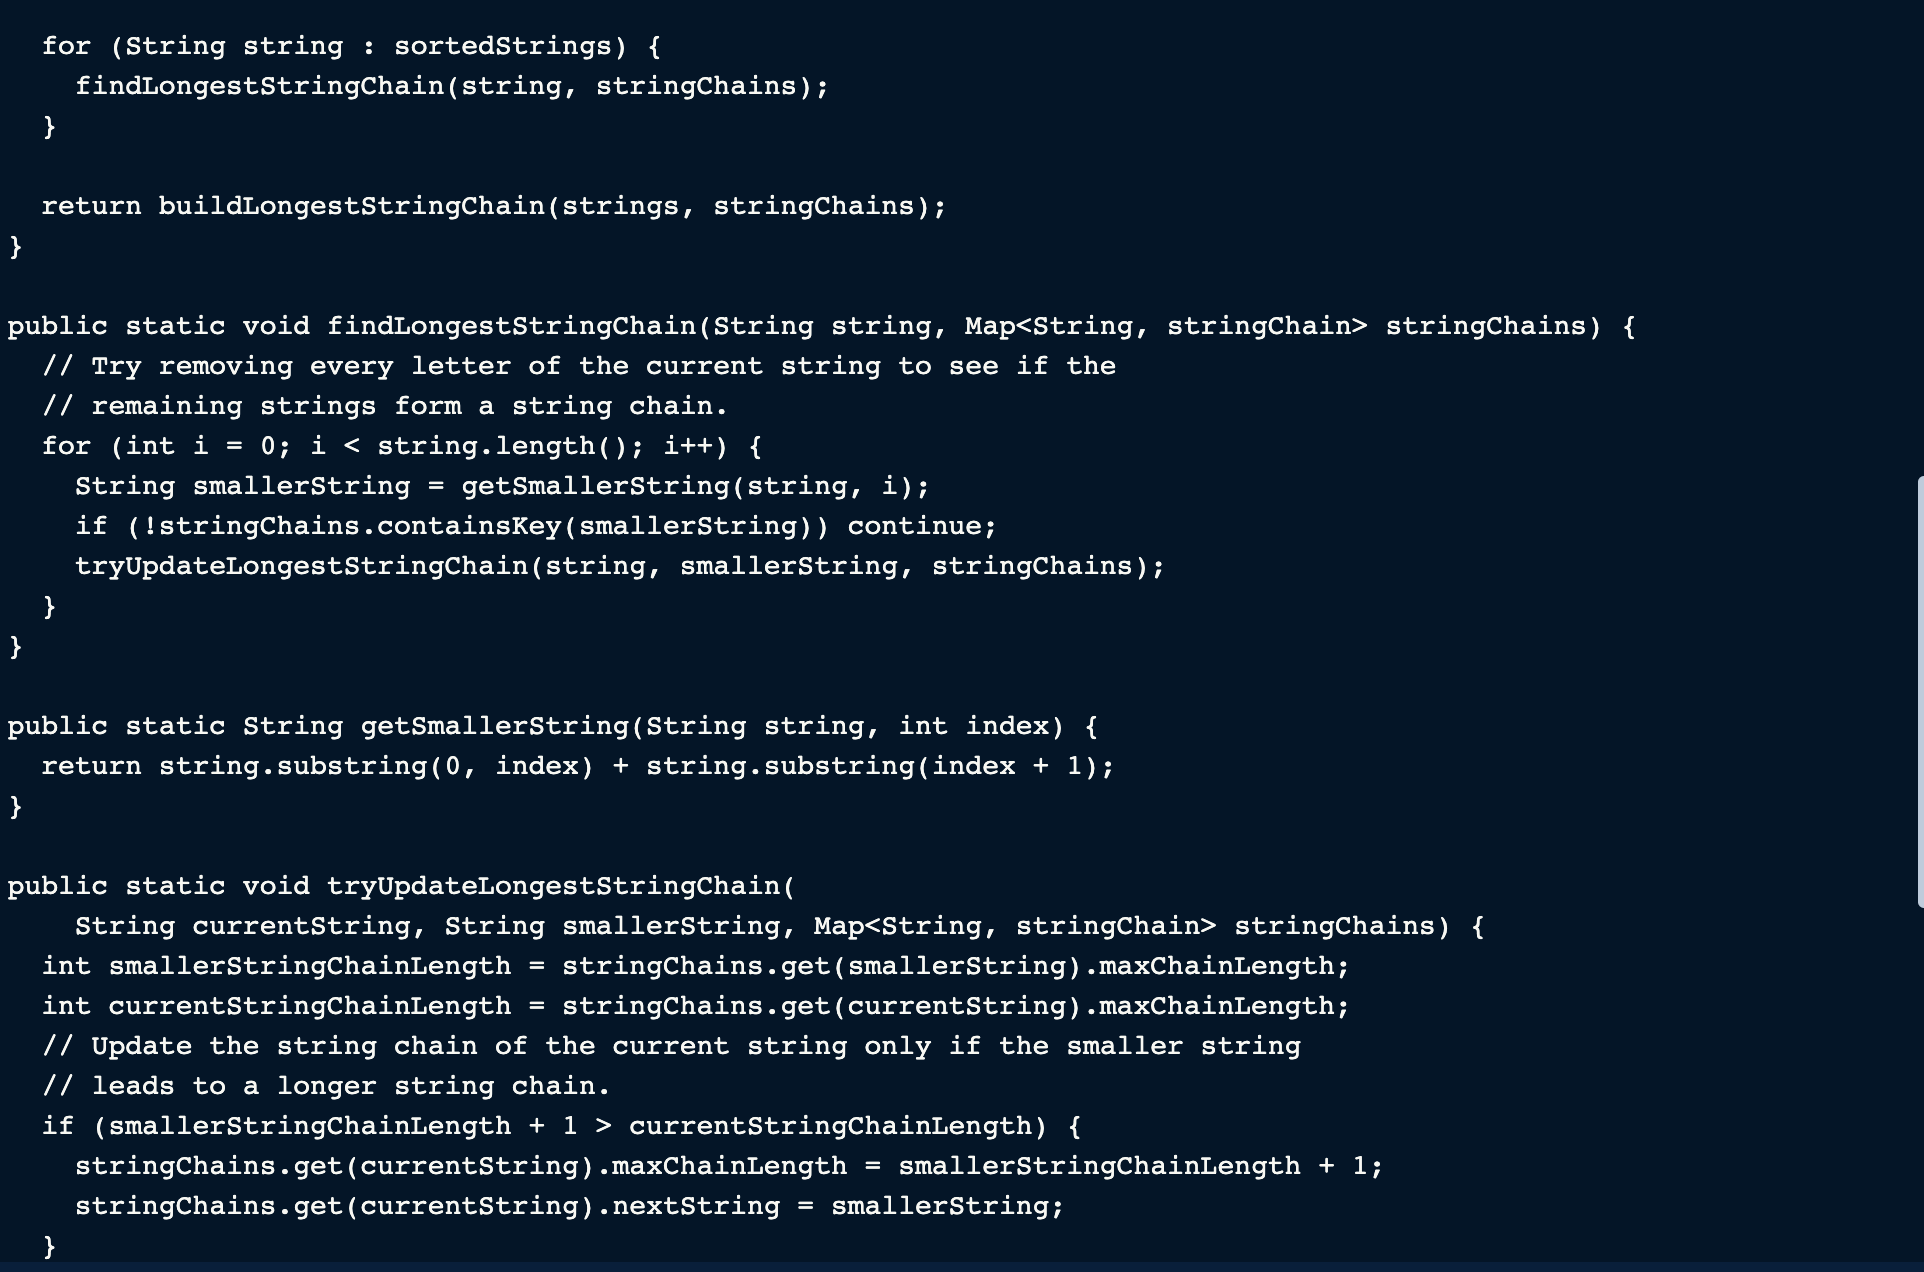 for (String string : sortedStrings) {
findLongestStringChain(string, stringChains);
}
return buildLongestStringChain(strings, stringChains);
}
public static void findLongestStringChain(String string, Map<String, stringChain> stringChains) {
// Try removing every letter of the current string to see if the
// remaining strings form a string chain.
for (int i = 0; i < string.length(); i++) {
String smallerString = getSmallerString(string, i);
if (!stringChains.containsKey(smallerString)) continue;
tryUpdateLongestStringChain(string, smallerString, stringChains);
}
}
public static String getSmallerString(String string, int index) {
return string.substring(0, index) + string.substring(index + 1);
}
public static void tryUpdateLongestStringChain(
String currentString, String smallerString, Map<String, stringChain> stringChains) {
int smallerStringChainLength = stringChains.get(smallerString).maxChainLength;
int currentStringChainLength = stringChains.get(currentString).maxChainLength;
// Update the string chain of the current string only if the smaller string
// leads to a longer string chain.
if (smallerStringChainLength + 1 > currentStringChainLength) {
stringChains.get(currentString).maxChainLength = smallerStringChainLength + 1;
stringChains.get(currentString).nextString = smallerString;
}